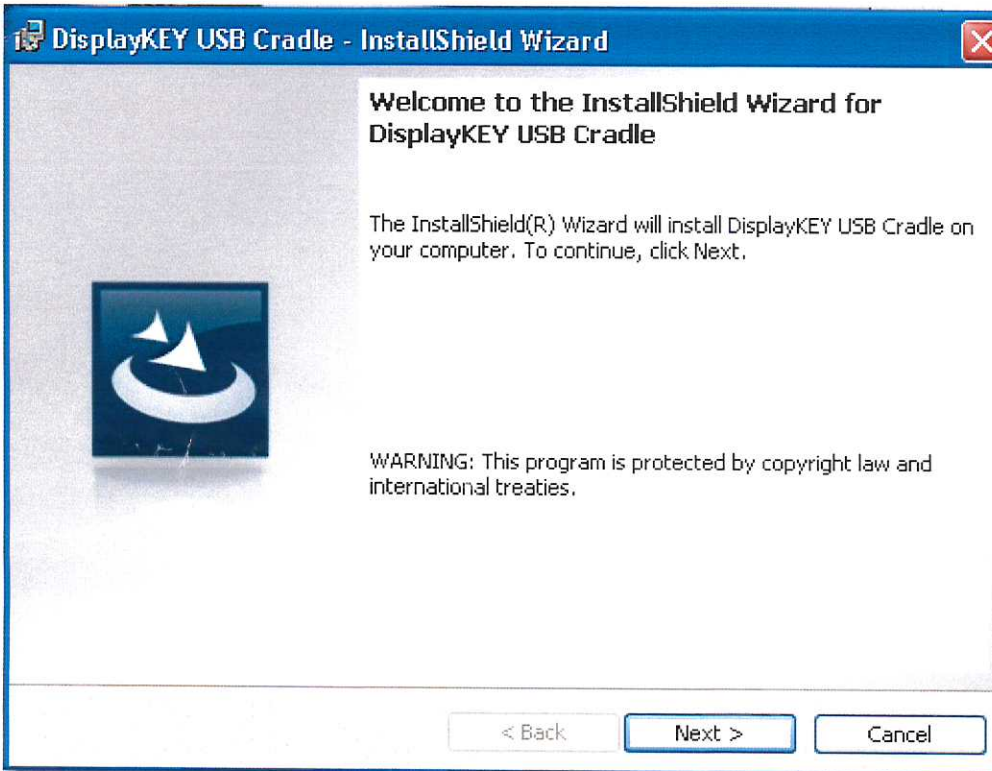 DisplayKEY USB Cradle - InstallShield Wizard
Welcome to the InstallShield Wizard for
DisplayKEY USB Cradle
The InstallShield(R) Wizard will install DisplayKEY USB Cradle on
your computer. To continue, click Next.
WARNING: This program is protected by copyright law and
international treaties.
< Back
Next >
Cancel